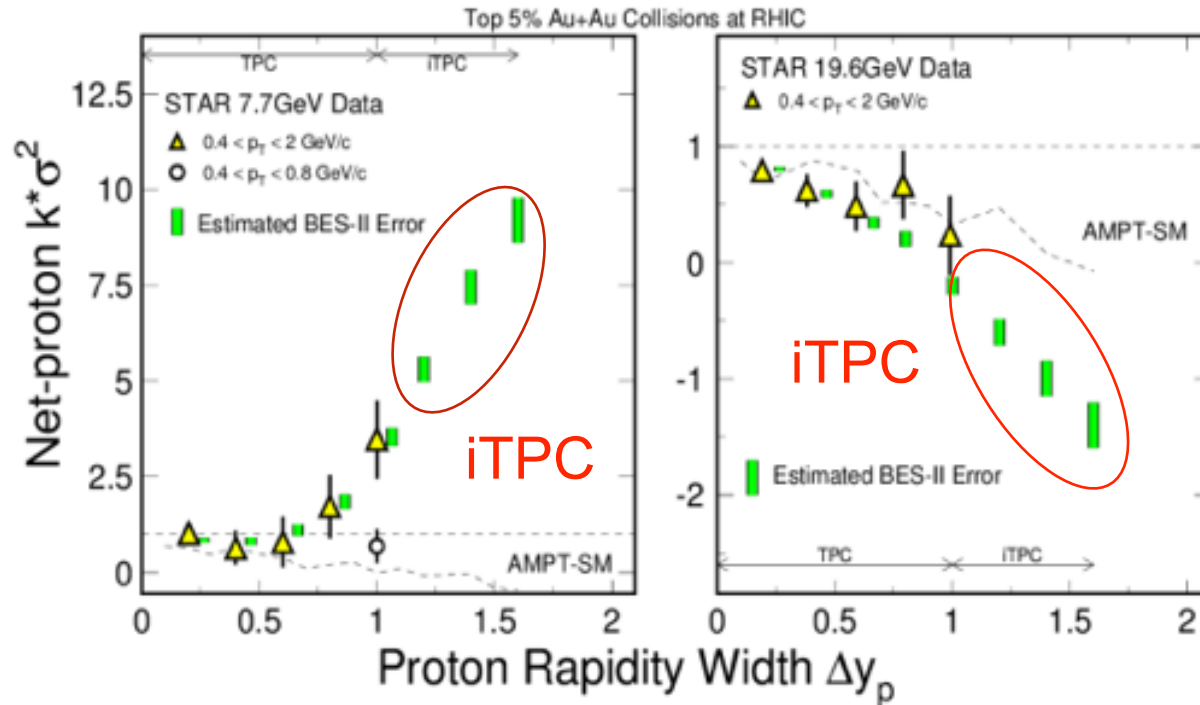 Top 5% Au+Au Collisions at RHIC
Net-proton k*σ²
12.5
10
7.5
5
2.5
0
TPC
iTPC
STAR 7.7GeV Data
0.4 < p_T < 2 GeV/c
0.4 < p_T < 0.8 GeV/c
Estimated BES-II Error
iTPC
AMPT-SM
0
0.5
1
1.5
2
1
0
-1
-2
STAR 19.6GeV Data
0.4 < p_T < 2 GeV/c
AMPT-SM
iTPC
Estimated BES-II Error
TPC
iTPC
0
0.5
1
1.5
2
Proton Rapidity Width Δy_p